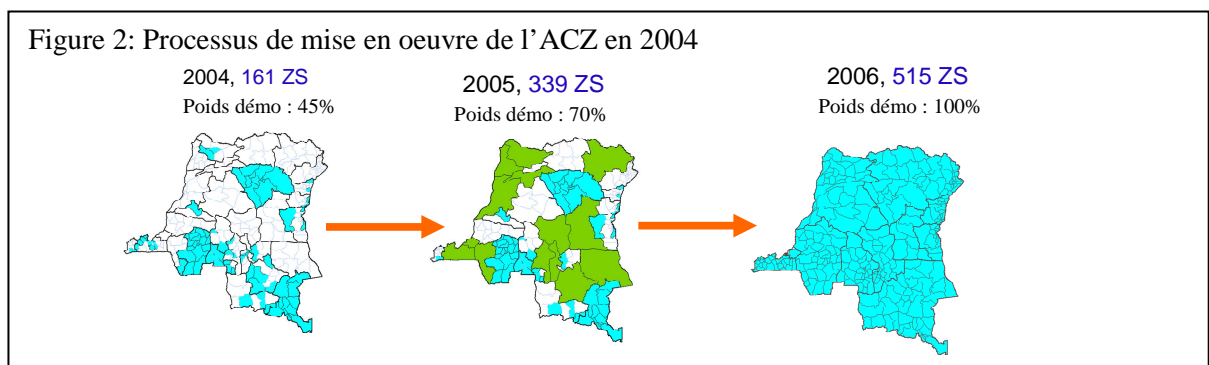 Figure 2: Processus de mise en oeuvre de l’ACZ en 2004
2004, 161 ZS
Poids démo : 45%
2005, 339 ZS
Poids démo : 70%
2006, 515 ZS
Poids démo : 100%